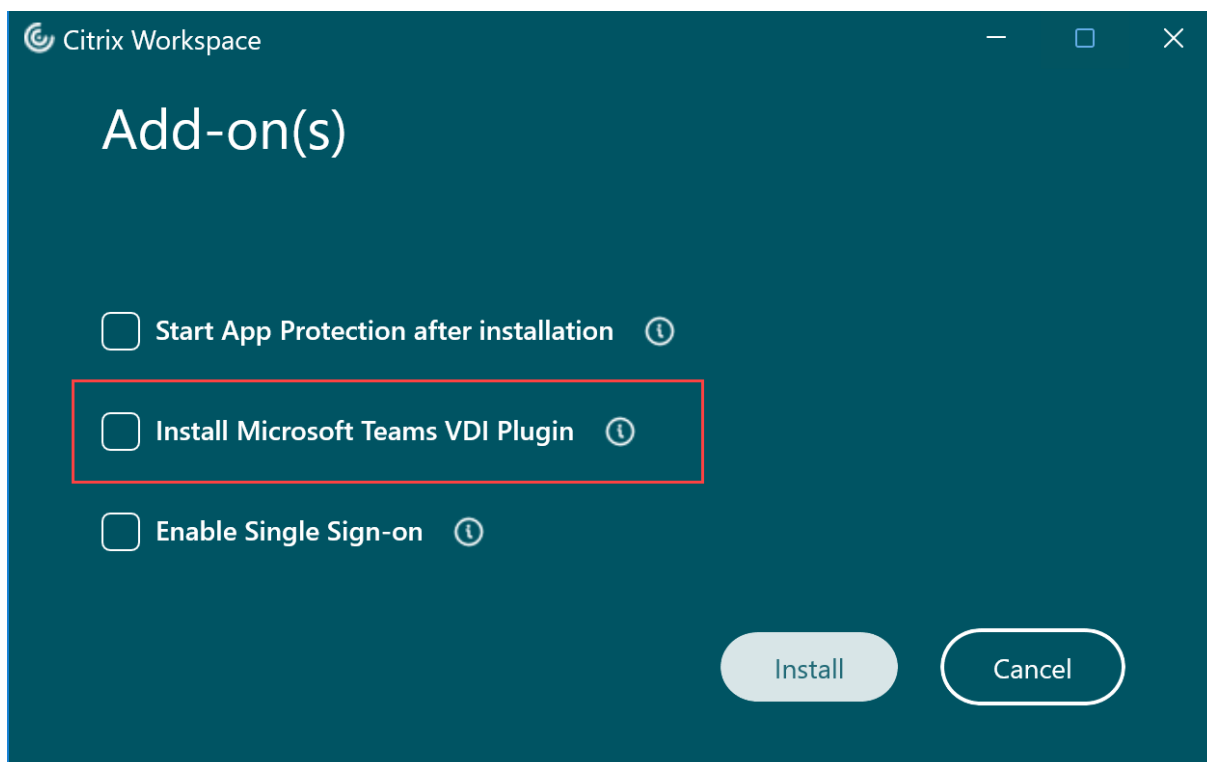 Citrix Workspace
Add-on(s)
Start App Protection after installation
Install Microsoft Teams VDI Plugin
Enable Single Sign-on
Install
Cancel